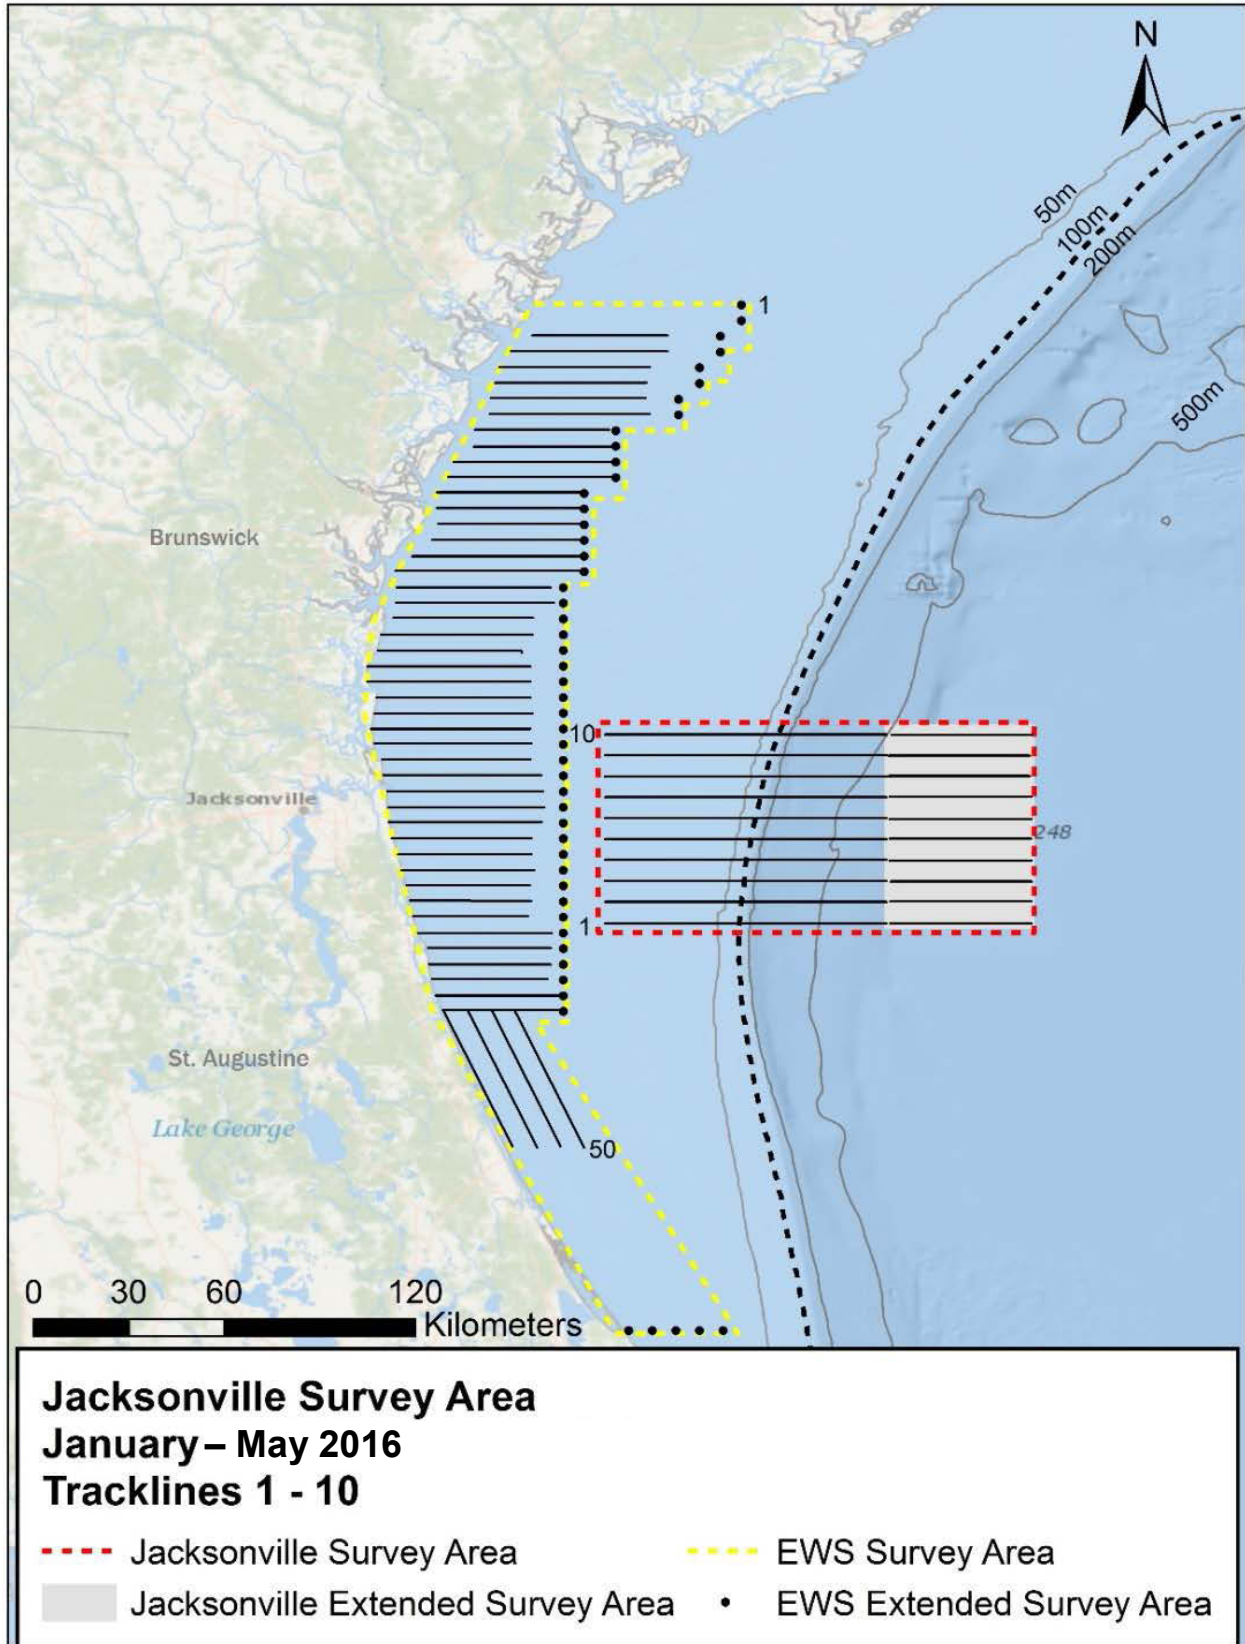 N
50m
100m
200m
1
500m
Brunswick
10
Jacksonville
248
1
St. Augustine
Lake George
50
0 30 60 120
Kilometers
Jacksonville Survey Area
January – May 2016
Tracklines 1 - 10
Jacksonville Survey Area
EWS Survey Area
Jacksonville Extended Survey Area
EWS Extended Survey Area